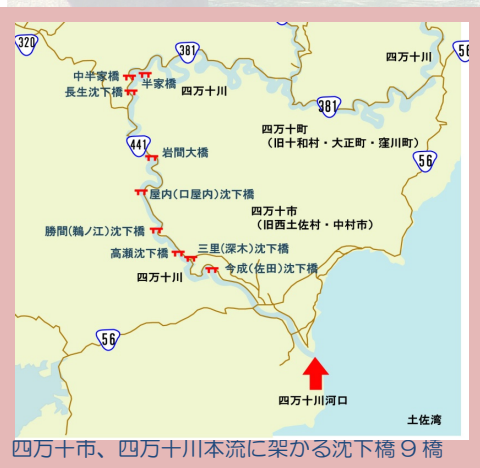 320
381
四万十川
56
中半家橋
半家橋
長生沈下橋
四万十川
381
441
四万十町
(旧十和村・大正町・窪川町)
岩間大橋
56
屋内(口屋内)沈下橋
四万十市
(旧西土佐村・中村市)
勝間(鵜ノ江)沈下橋
高瀬沈下橋
三里(深木)沈下橋
四万十川
今成(佐田)沈下橋
56
四万十川河口
土佐湾
四万十市、四万十川本流に架かる沈下橋9橋